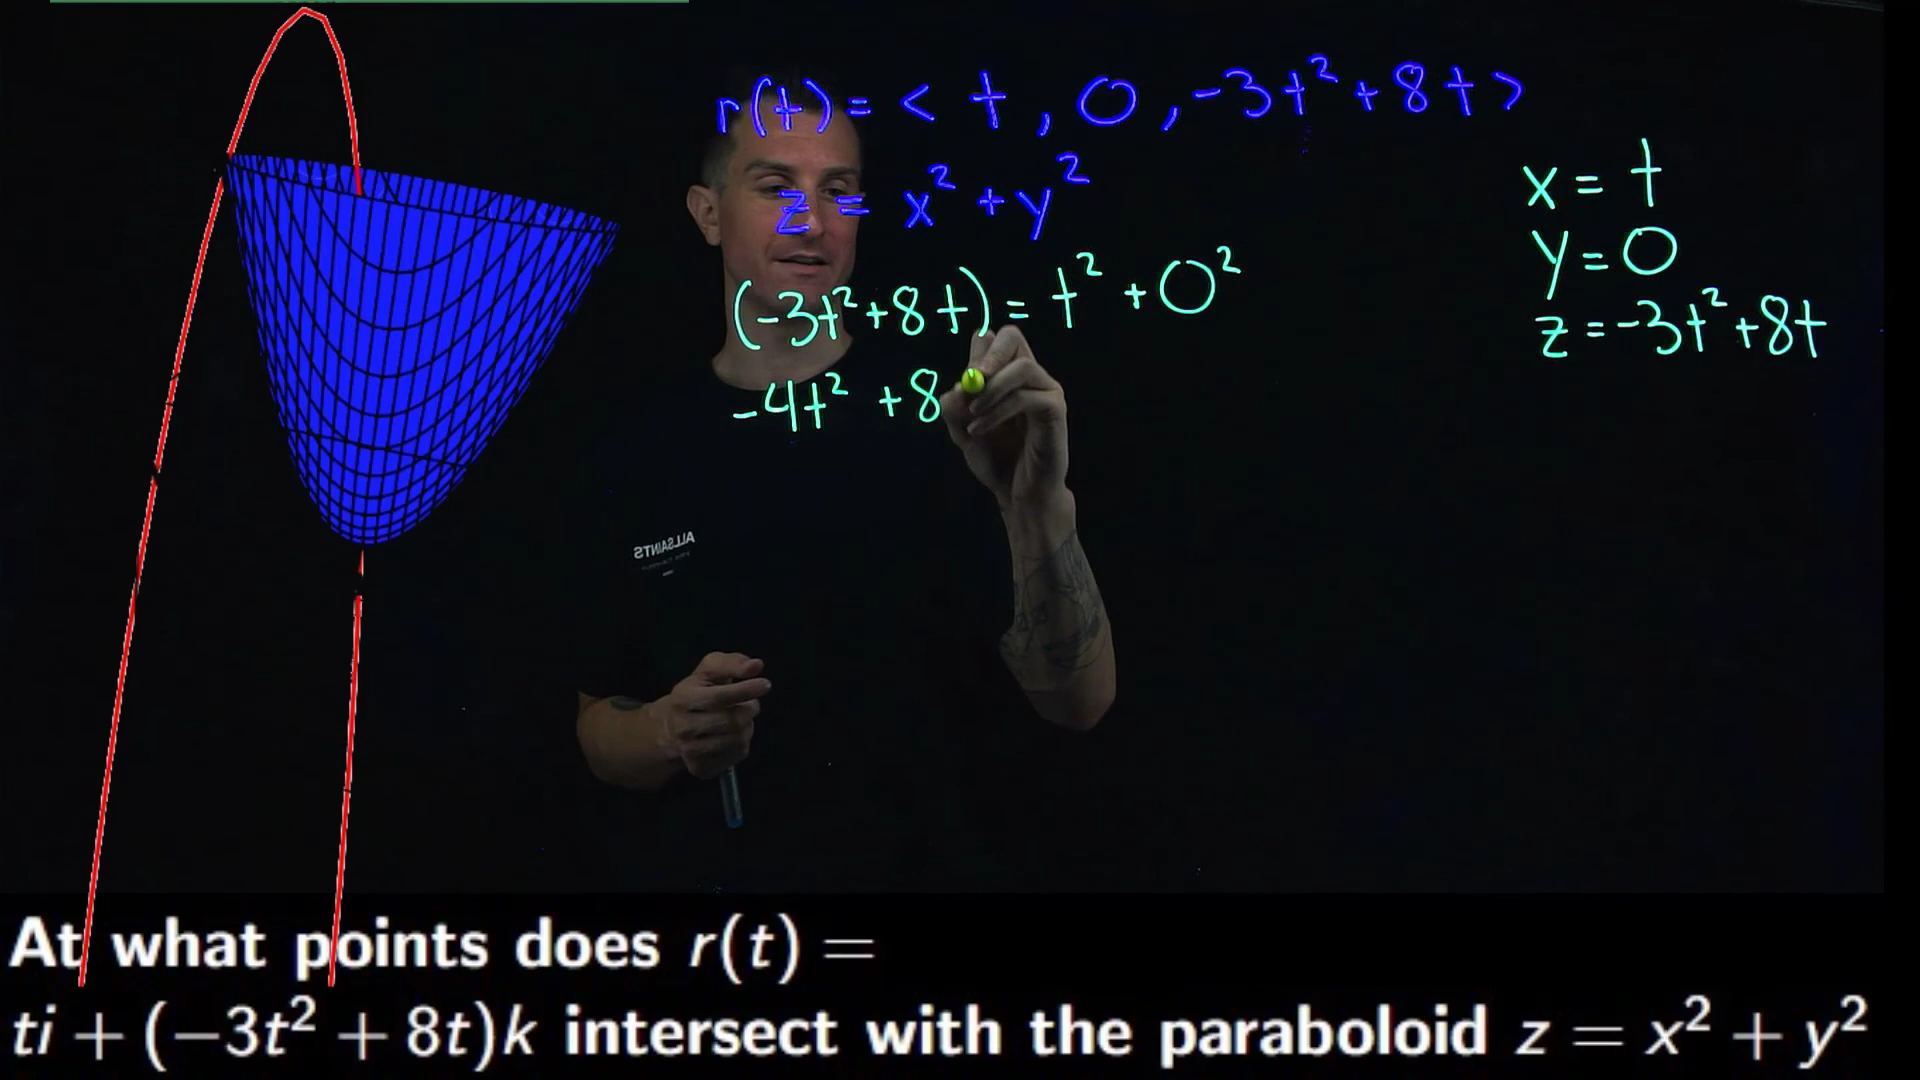 r(t) = < t , 0 , -3t² + 8t >
z = x² + y²
(-3t² + 8t) = t² + 0²
-4t² + 8
x = t
y = 0
z = -3t² + 8t
ALLSAINTS
At what points does r(t) =
ti + (−3t² + 8t)k intersect with the paraboloid z = x² + y²